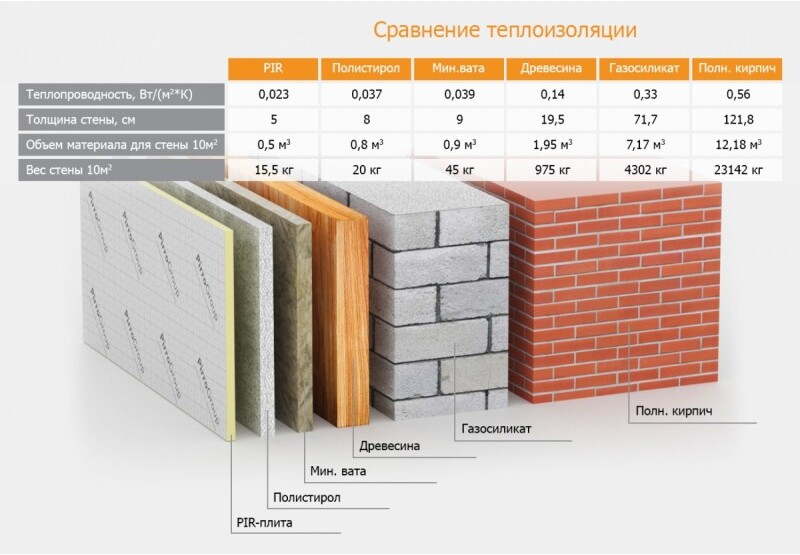 Сравнение теплоизоляции
PIR Полистирол Мин.вата Древесина Газосиликат Полн. кирпич
Теплопроводность, Вт/(м²*К) 0,023 0,037 0,039 0,14 0,33 0,56
Толщина стены, см 5 8 9 19,5 71,7 121,8
Объем материала для стены 10м² 0,5 м³ 0,8 м³ 0,9 м³ 1,95 м³ 7,17 м³ 12,18 м³
Вес стены 10м² 15,5 кг 20 кг 45 кг 975 кг 4302 кг 23142 кг
Полн. кирпич
Газосиликат
Древесина
Мин. вата
Полистирол
PIR-плита